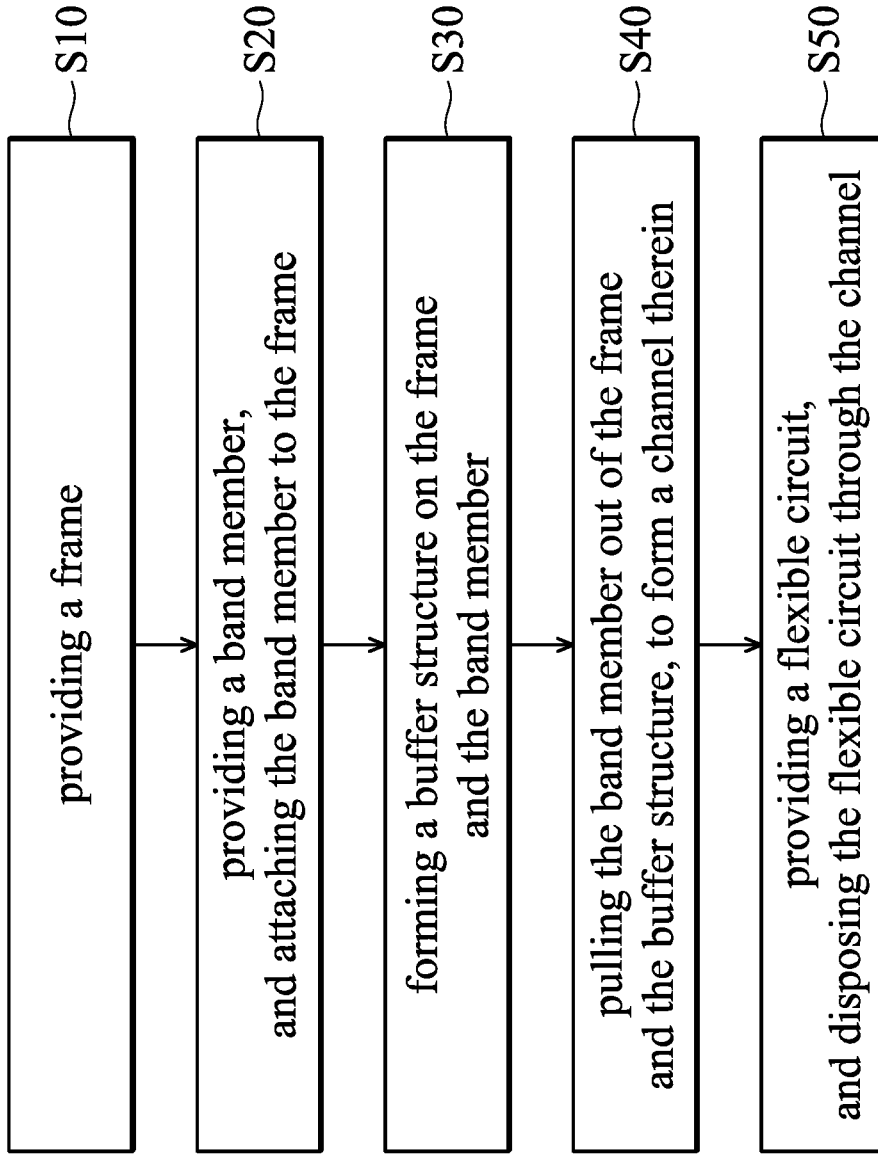 providing a frame
S10
providing a band member,
and attaching the band member to the frame
S20
forming a buffer structure on the frame
and the band member
S30
pulling the band member out of the frame
and the buffer structure, to form a channel therein
S40
providing a flexible circuit,
and disposing the flexible circuit through the channel
S50